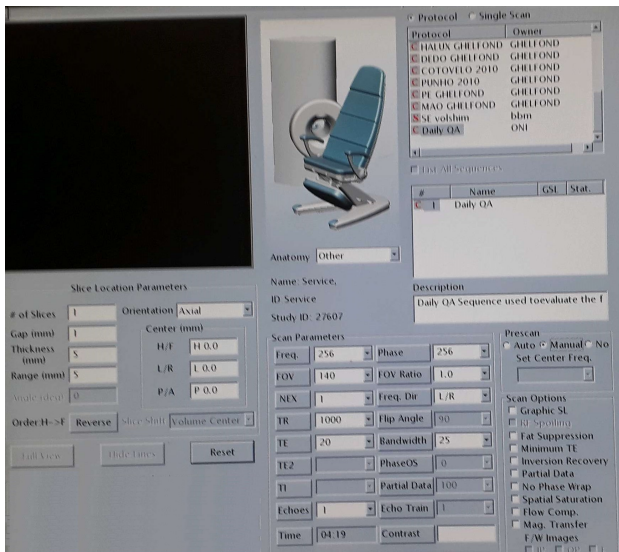 Protocol Single Scan
Protocol Owner
C HALUX GHELFOND GHELFOND
C DEDO GHELFOND GHELFOND
C COTOVELO 2010 GHELFOND
C PUNHO 2010 GHELFOND
C PE GHELFOND GHELFOND
C MAO GHELFOND GHELFOND
S SE volshim bbm
C Daily QA ONI
List All Sequences
# Name GSL Stat.
C 1 Daily QA
Anatomy Other
Name: Service,
ID Service
Study ID: 27607
Description
Daily QA Sequence used toevaluate the f
Slice Location Parameters
# of Slices 1 Orientation Axial
Gap (mm) 1 Center (mm)
Thickness (mm) 5 H/F H 0.0
Range (mm) 5 L/R L 0.0
0 P/A P 0.0
Order H->F Reverse Slice Shift Volume Center
Full View Hide Lines Reset
Scan Parameters
Freq. 256 Phase 256
FOV 140 FOV Ratio 1.0
NEX 1 Freq. Dir L/R
TR 1000 Flip Angle 90
TE 20 Bandwidth 25
TE2 PhaseOS 0
TI Partial Data 100
Echoes 1 Echo Train 1
Time 04:19 Contrast
Prescan
Auto Manual No
Set Center Freq.
Scan Options
Graphic SL
RF Spoiling
Fat Suppression
Minimum TE
Inversion Recovery
Partial Data
No Phase Wrap
Spatial Saturation
Flow Comp.
Mag. Transfer
F/W Images